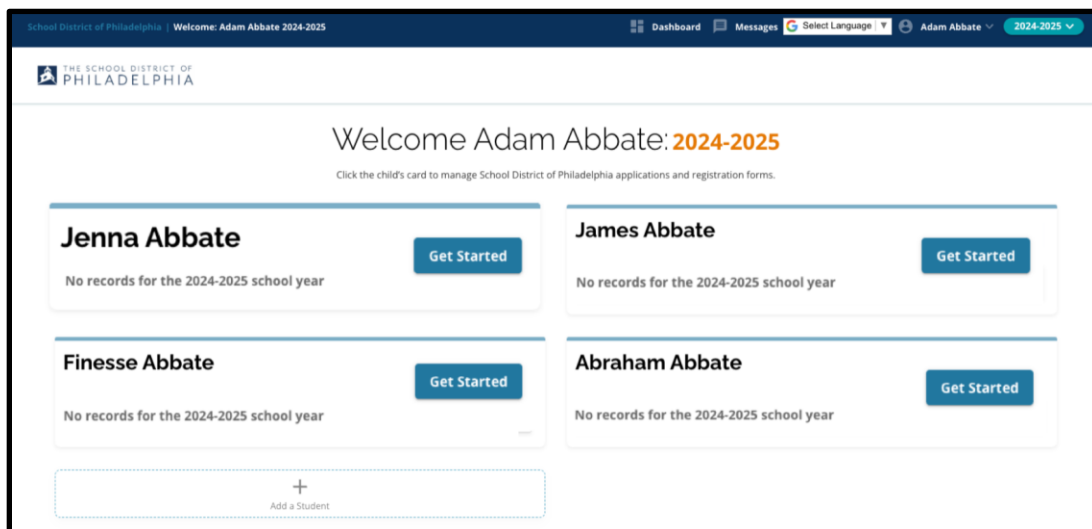 School District of Philadelphia | Welcome: Adam Abbate 2024-2025 Dashboard Messages Select Language ▼ Adam Abbate 2024-2025
THE SCHOOL DISTRICT OF
PHILADELPHIA
Welcome Adam Abbate: 2024-2025
Click the child's card to manage School District of Philadelphia applications and registration forms.
Jenna Abbate
Get Started
No records for the 2024-2025 school year
James Abbate
Get Started
No records for the 2024-2025 school year
Finesse Abbate
Get Started
No records for the 2024-2025 school year
Abraham Abbate
Get Started
No records for the 2024-2025 school year
+
Add a Student